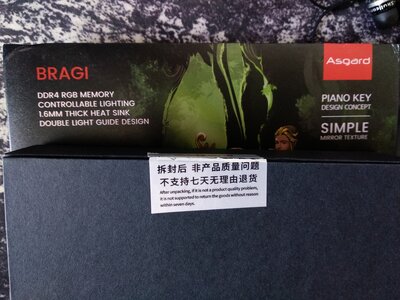 BRAGI
DDR4 RGB MEMORY
CONTROLLABLE LIGHTING
1.6MM THICK HEAT SINK
DOUBLE LIGHT GUIDE DESIGN
Asgard
PIANO KEY
DESIGN CONCEPT
SIMPLE
MIRROR TEXTURE
拆封后 非产品质量问题
不支持七天无理由退货
After unpacking, if it is not a product quality problem,
it is not supported to return the goods without reason
within seven days.